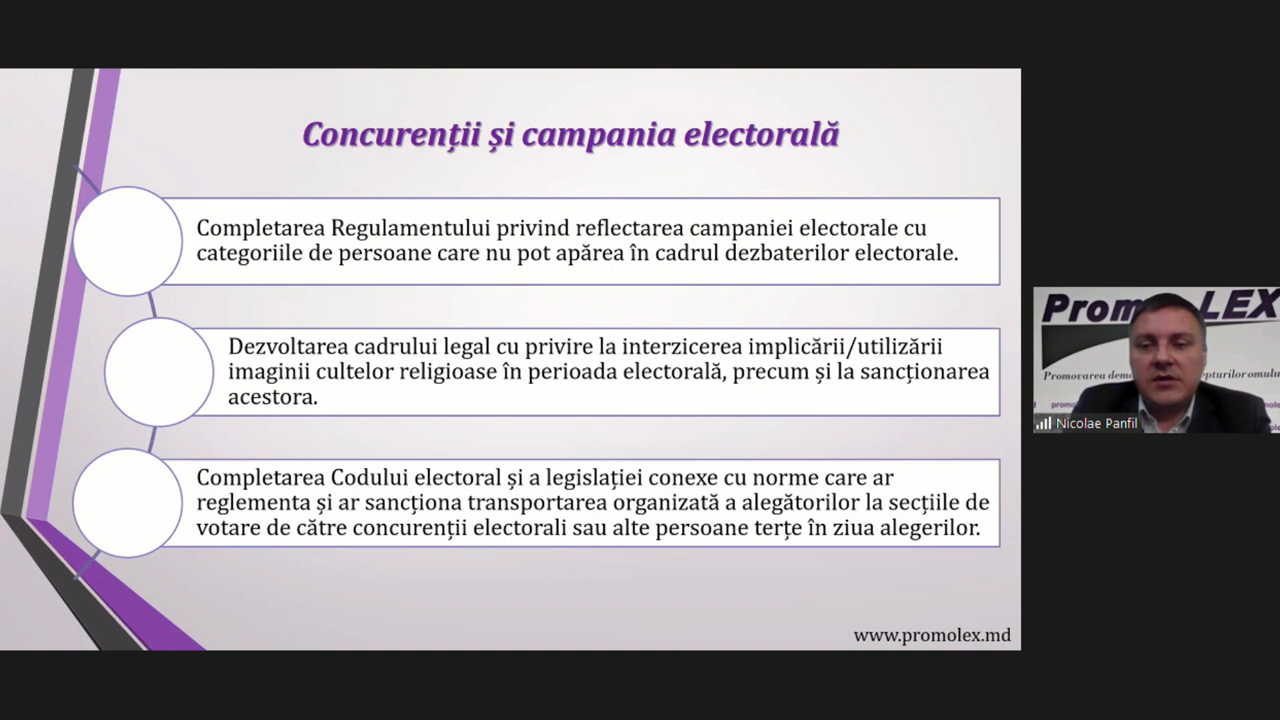 Concurenții și campania electorală
Completarea Regulamentului privind reflectarea campaniei electorale cu
categoriile de persoane care nu pot apărea în cadrul dezbaterilor electorale.
Dezvoltarea cadrului legal cu privire la interzicerea implicării/utilizării
imaginii cultelor religioase în perioada electorală, precum și la sancționarea
acestora.
Completarea Codului electoral și a legislației conexe cu norme care ar
reglementa și ar sancționa transportarea organizată a alegătorilor la secțiile de
votare de către concurenții electorali sau alte persoane terțe în ziua alegerilor.
www.promolex.md
Prom LEX
Promovarea
Nicolae Panfil